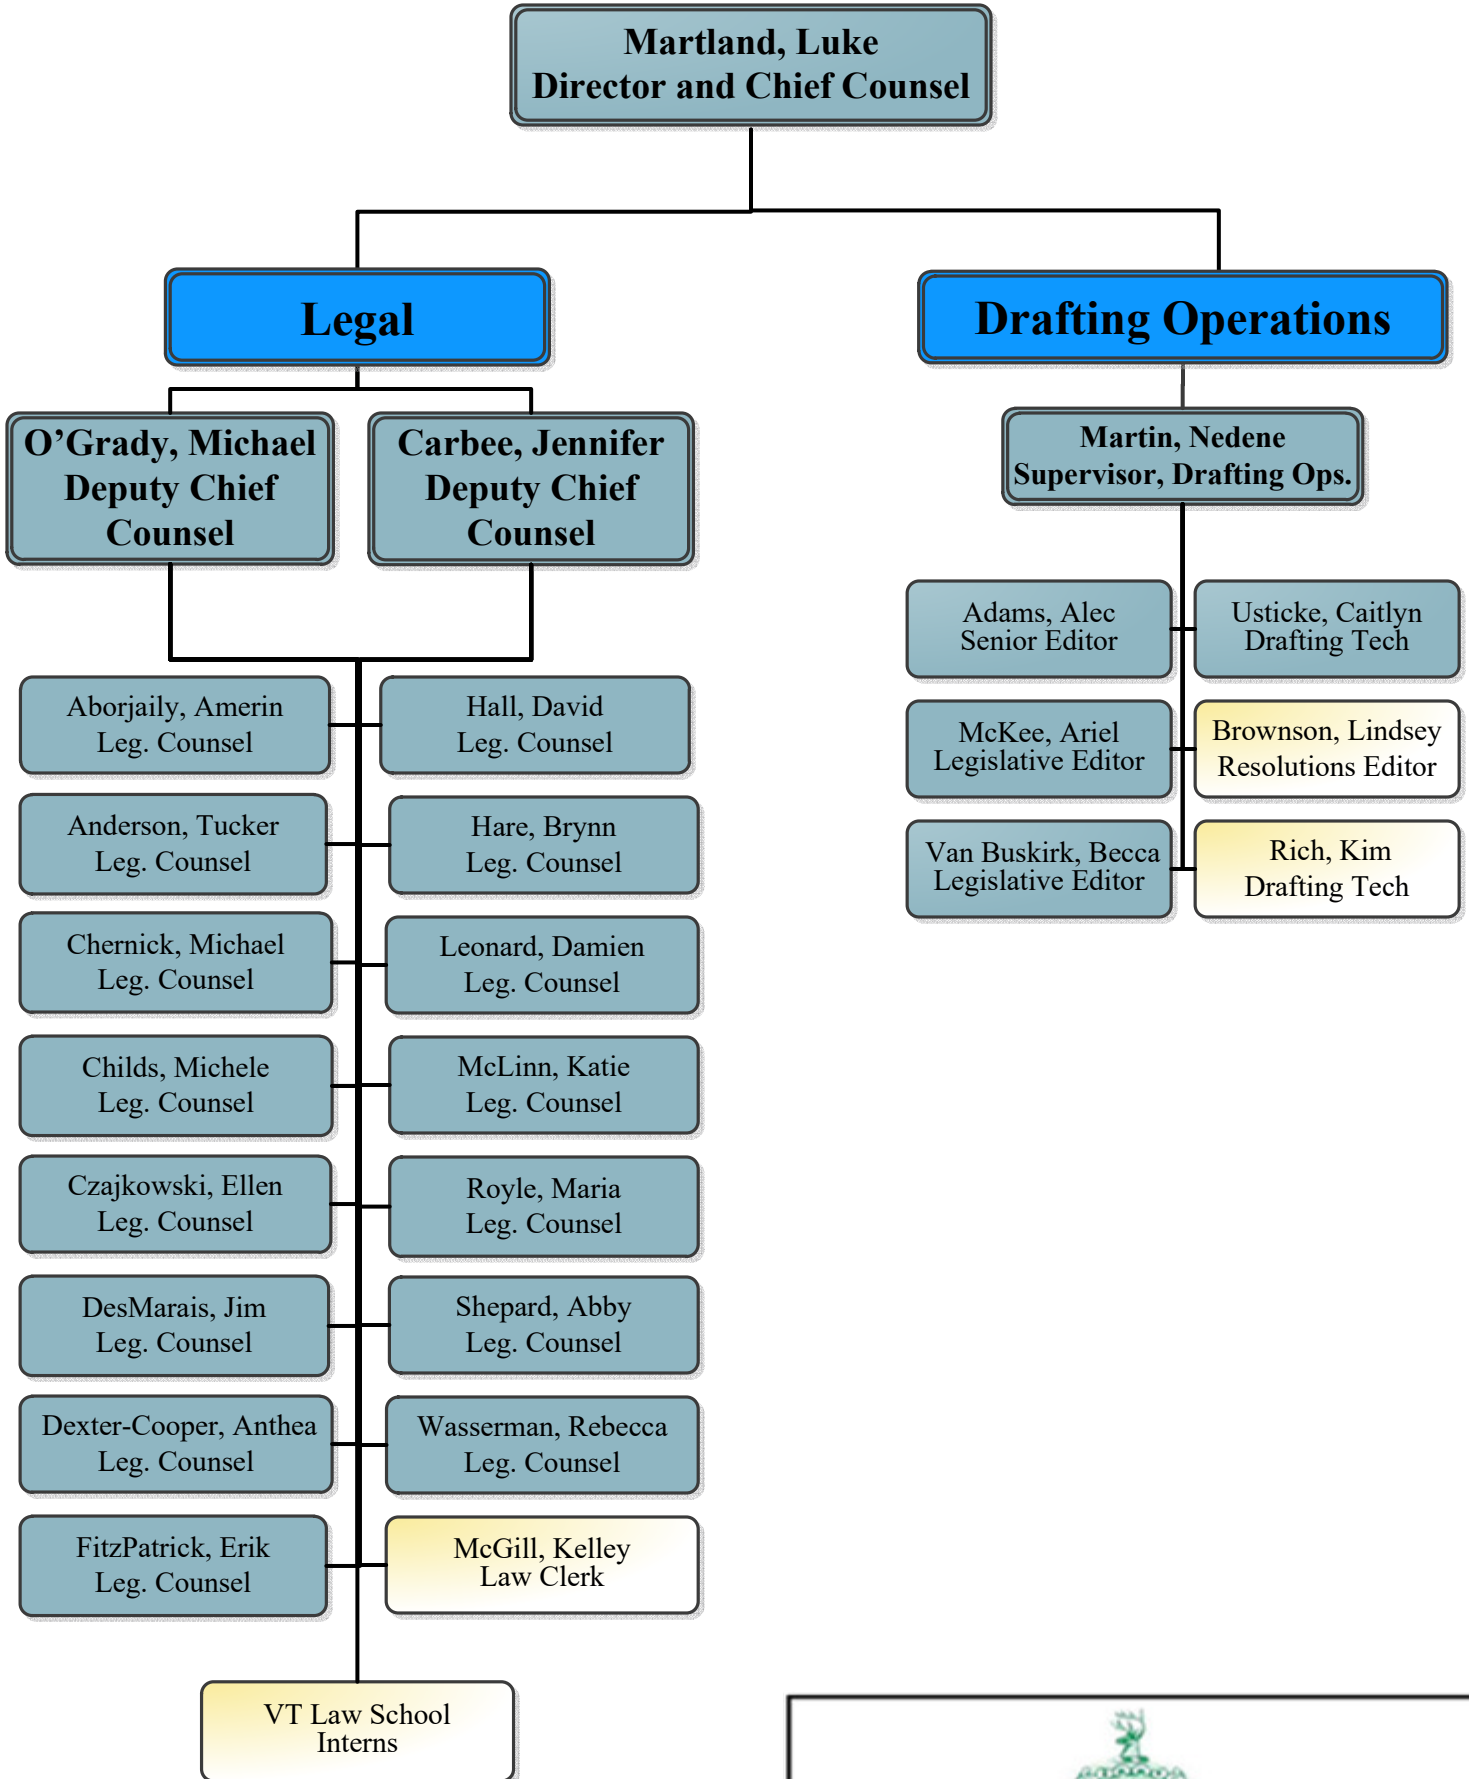 Martland, Luke
Director and Chief Counsel
Legal
Drafting Operations
O’Grady, Michael
Deputy Chief
Counsel
Carbee, Jennifer
Deputy Chief
Counsel
Martin, Nedene
Supervisor, Drafting Ops.
Aborjaily, Amerin
Leg. Counsel
Hall, David
Leg. Counsel
Anderson, Tucker
Leg. Counsel
Hare, Brynn
Leg. Counsel
Chernick, Michael
Leg. Counsel
Leonard, Damien
Leg. Counsel
Childs, Michele
Leg. Counsel
McLinn, Katie
Leg. Counsel
Czajkowski, Ellen
Leg. Counsel
Royle, Maria
Leg. Counsel
DesMarais, Jim
Leg. Counsel
Shepard, Abby
Leg. Counsel
Dexter-Cooper, Anthea
Leg. Counsel
Wasserman, Rebecca
Leg. Counsel
FitzPatrick, Erik
Leg. Counsel
McGill, Kelley
Law Clerk
VT Law School
Interns
Adams, Alec
Senior Editor
Usticke, Caitlyn
Drafting Tech
McKee, Ariel
Legislative Editor
Brownson, Lindsey
Resolutions Editor
Van Buskirk, Becca
Legislative Editor
Rich, Kim
Drafting Tech